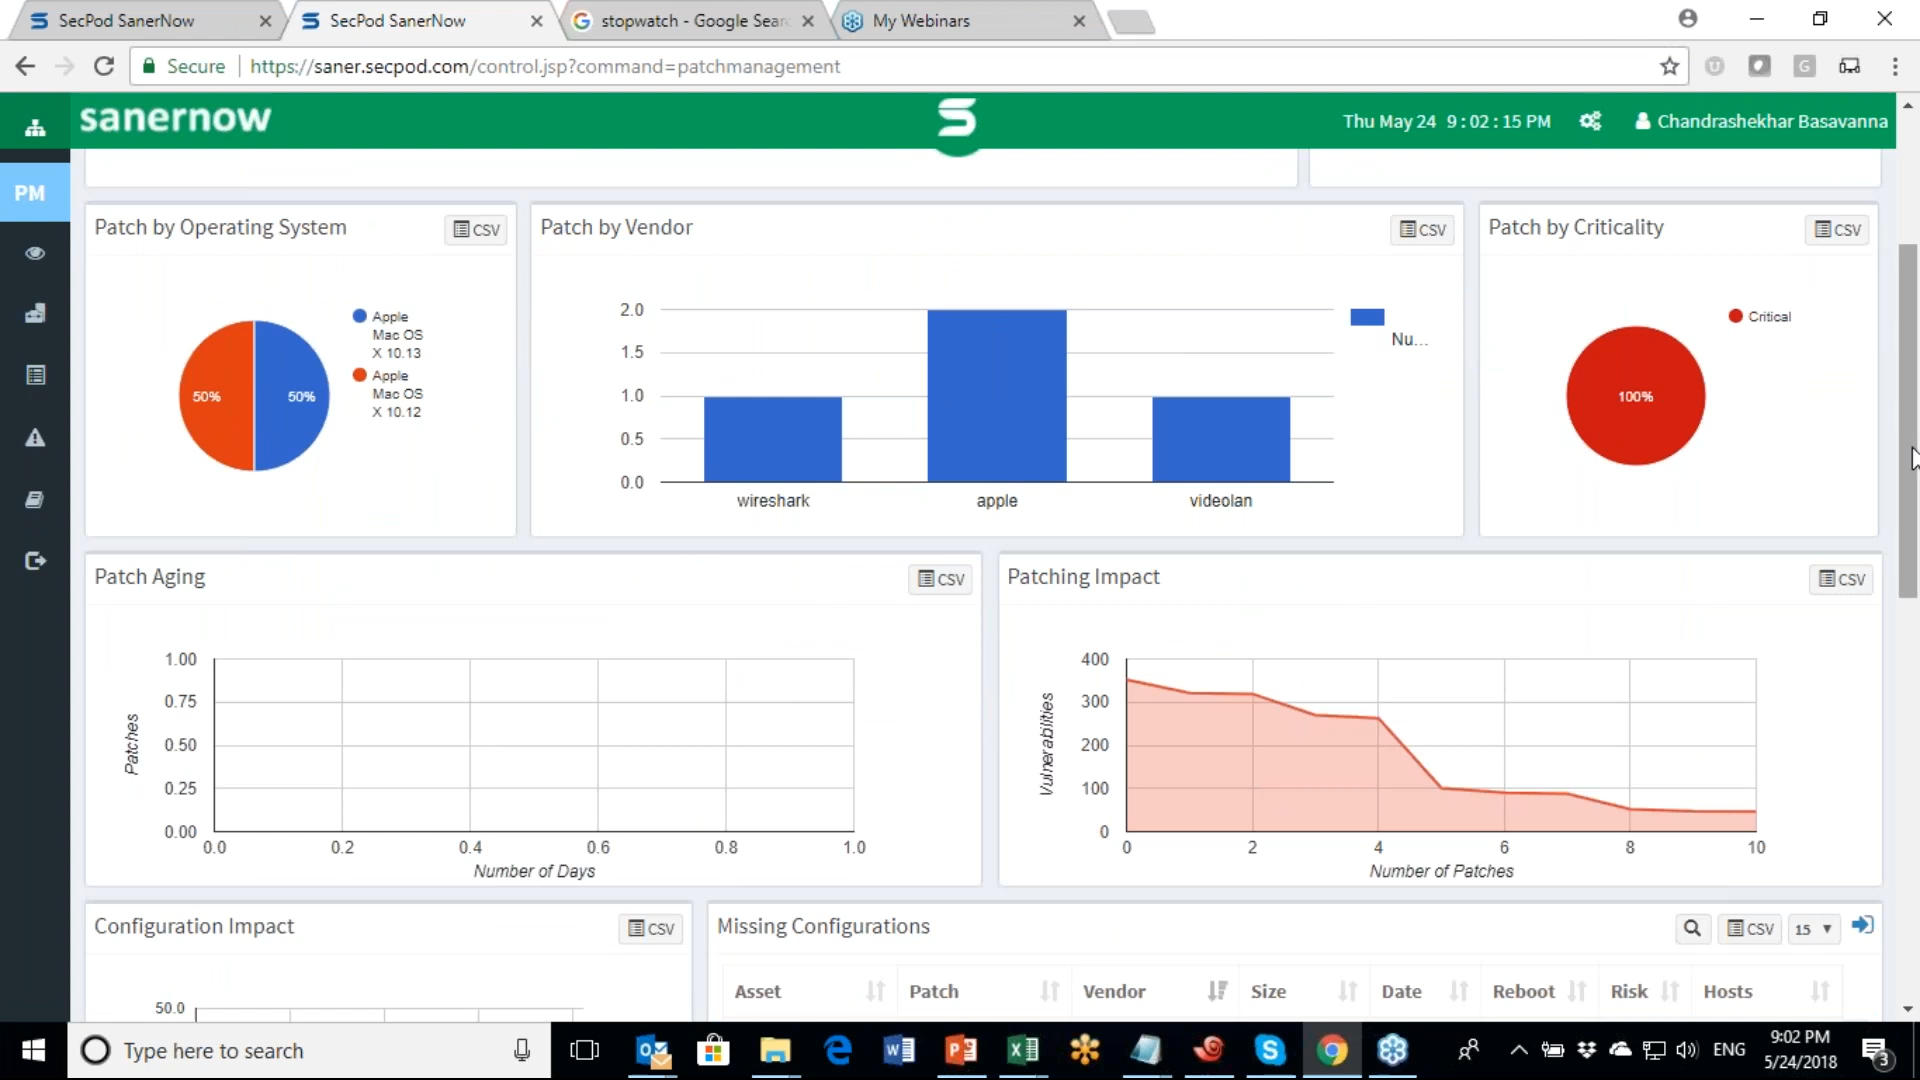 SecPod SanerNow
SecPod SanerNow
stopwatch - Google Sear
My Webinars
Secure
https://saner.secpod.com/control.jsp?command=patchmanagement
sanernow
Thu May 24 9 : 02 : 15 PM
Chandrashekhar Basavanna
PM
Patch by Operating System
CSV
50%
50%
Apple
Mac OS
X 10.13
Apple
Mac OS
X 10.12
Patch by Vendor
CSV
2.0
1.5
1.0
0.5
0.0
wireshark
apple
videolan
Nu...
Patch by Criticality
CSV
Critical
100%
Patch Aging
CSV
1.00
0.75
0.50
0.25
0.00
Patches
0.0 0.2 0.4 0.6 0.8 1.0
Number of Days
Patching Impact
CSV
400
300
200
100
0
Vulnerabilities
0 2 4 6 8 10
Number of Patches
Configuration Impact
CSV
50.0
Missing Configurations
CSV
15
Asset Patch Vendor Size Date Reboot Risk Hosts
Type here to search
ENG
9:02 PM
5/24/2018
3